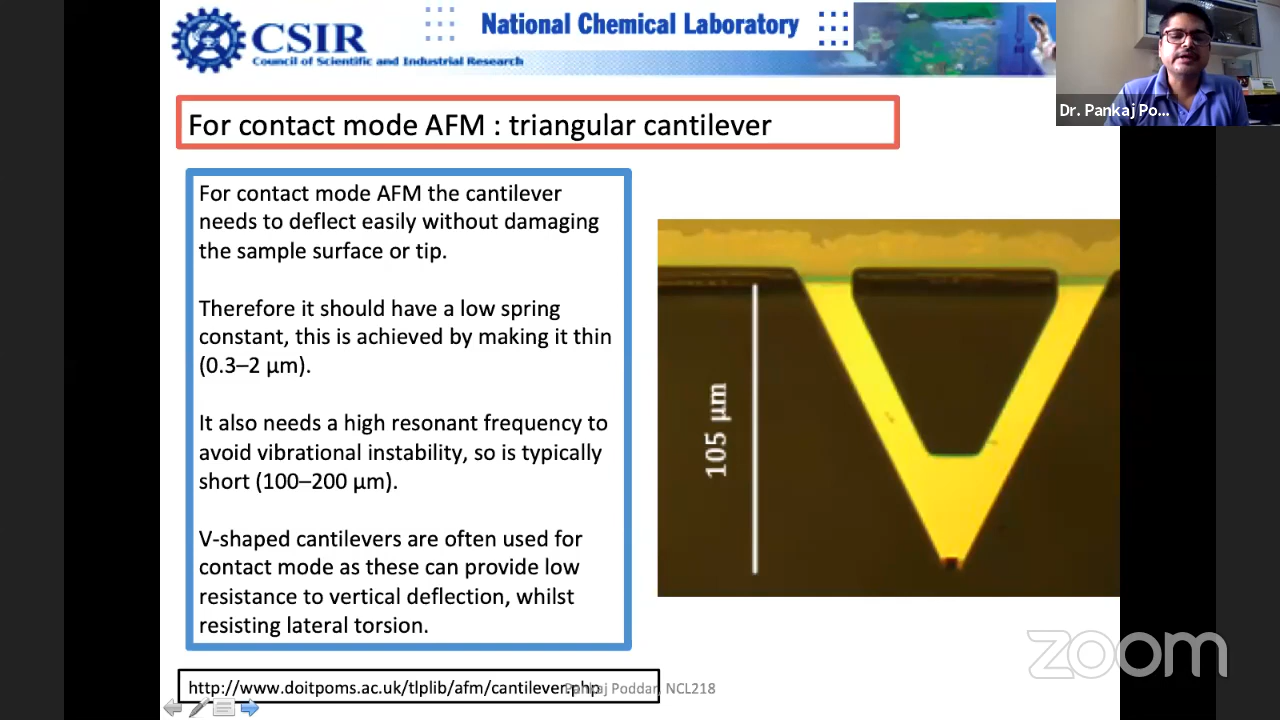 CSIR
Council of Scientific and Industrial Research
National Chemical Laboratory
Dr. Pankaj Po...
For contact mode AFM : triangular cantilever
For contact mode AFM the cantilever
needs to deflect easily without damaging
the sample surface or tip.
Therefore it should have a low spring
constant, this is achieved by making it thin
(0.3–2 µm).
It also needs a high resonant frequency to
avoid vibrational instability, so is typically
short (100–200 µm).
V-shaped cantilevers are often used for
contact mode as these can provide low
resistance to vertical deflection, whilst
resisting lateral torsion.
105 µm
zoom
http://www.doitpoms.ac.uk/tlplib/afm/cantilever.php
Pankaj Poddar, NCL218